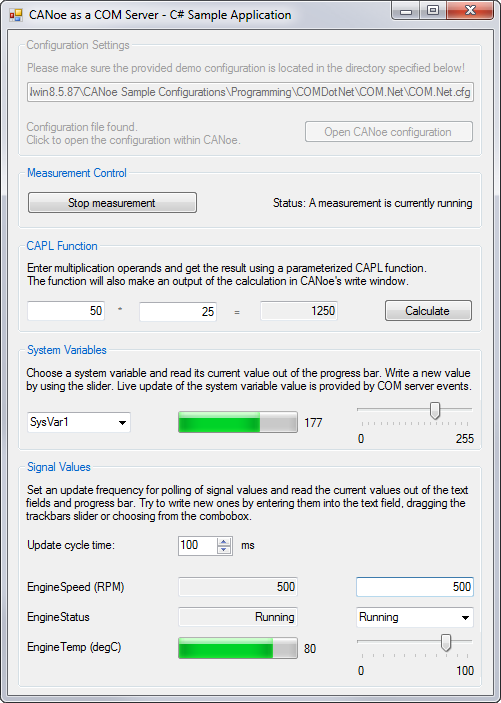 CANoe as a COM Server - C# Sample Application
Configuration Settings
Please make sure the provided demo configuration is located in the directory specified below!
win8.5.87\CANoe Sample Configurations\Programming\COMDotNet\COM.Net\COM.Net.cfg
Configuration file found.
Click to open the configuration within CANoe.
Open CANoe configuration
Measurement Control
Stop measurement
Status: A measurement is currently running
CAPL Function
Enter multiplication operands and get the result using a parameterized CAPL function.
The function will also make an output of the calculation in CANoe's write window.
50 * 25 = 1250 Calculate
System Variables
Choose a system variable and read its current value out of the progress bar. Write a new value
by using the slider. Live update of the system variable value is provided by COM server events.
SysVar1 177
0 255
Signal Values
Set an update frequency for polling of signal values and read the current values out of the text
fields and progress bar. Try to write new ones by entering them into the text field, dragging the
trackbars slider or choosing from the combobox.
Update cycle time: 100 ms
EngineSpeed (RPM) 500 500
EngineStatus Running Running
EngineTemp (degC) 80
0 100